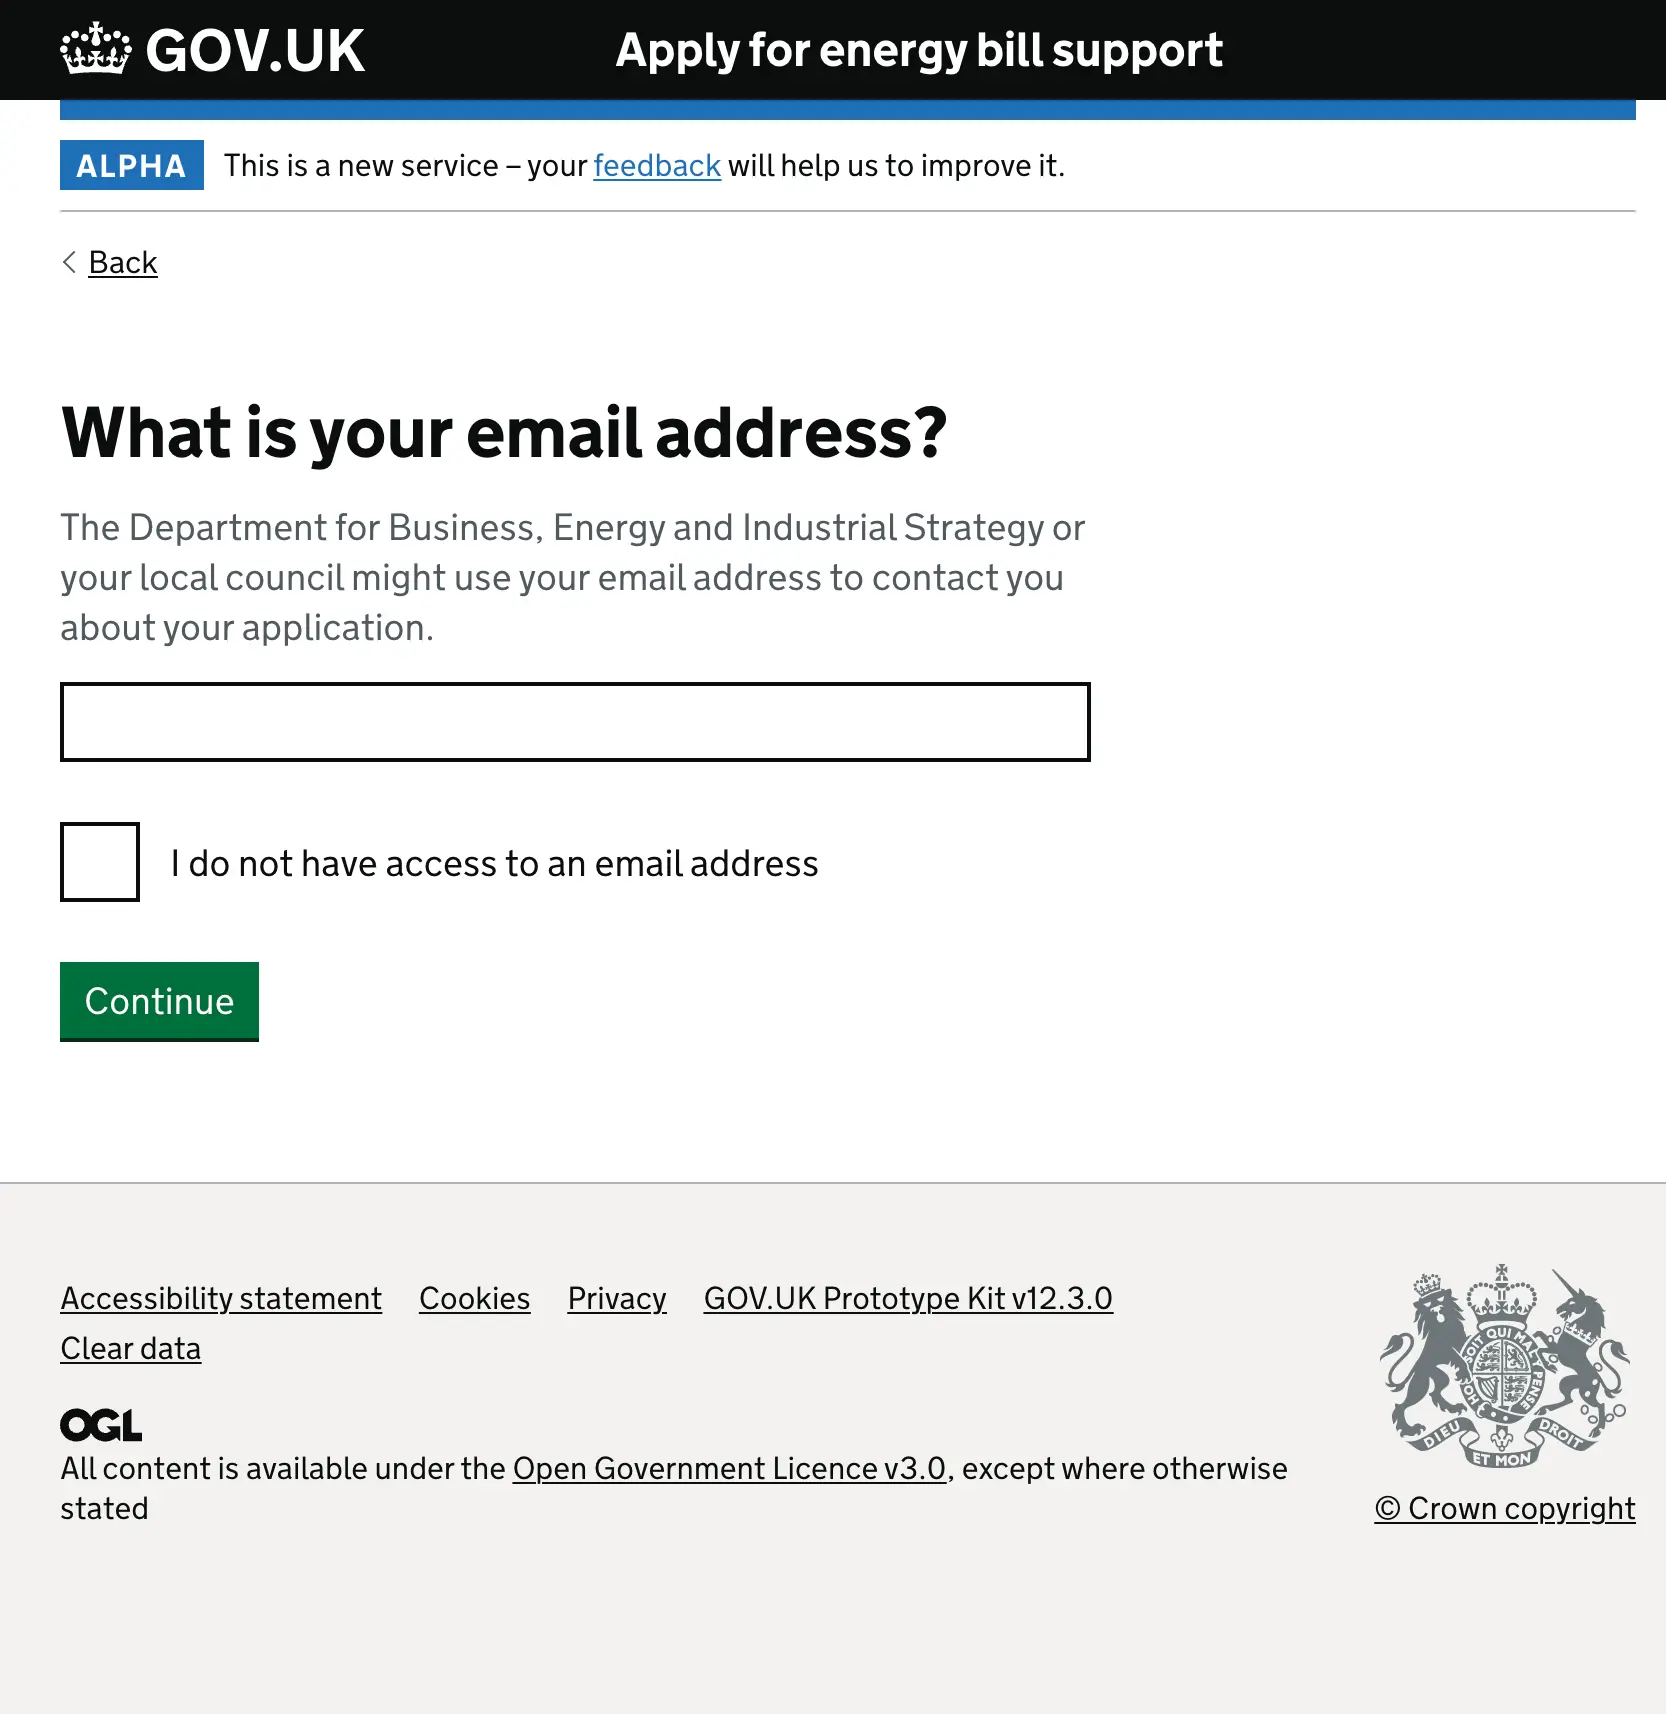 GOV.UK Apply for energy bill support
ALPHA This is a new service – your feedback will help us to improve it.
Back
What is your email address?
The Department for Business, Energy and Industrial Strategy or
your local council might use your email address to contact you
about your application.
I do not have access to an email address
Continue
Accessibility statement Cookies Privacy GOV.UK Prototype Kit v12.3.0
Clear data
OGL
All content is available under the Open Government Licence v3.0, except where otherwise
stated
HONI SOIT QUI MAL Y PENSE
DIEU ET MON DROIT
© Crown copyright